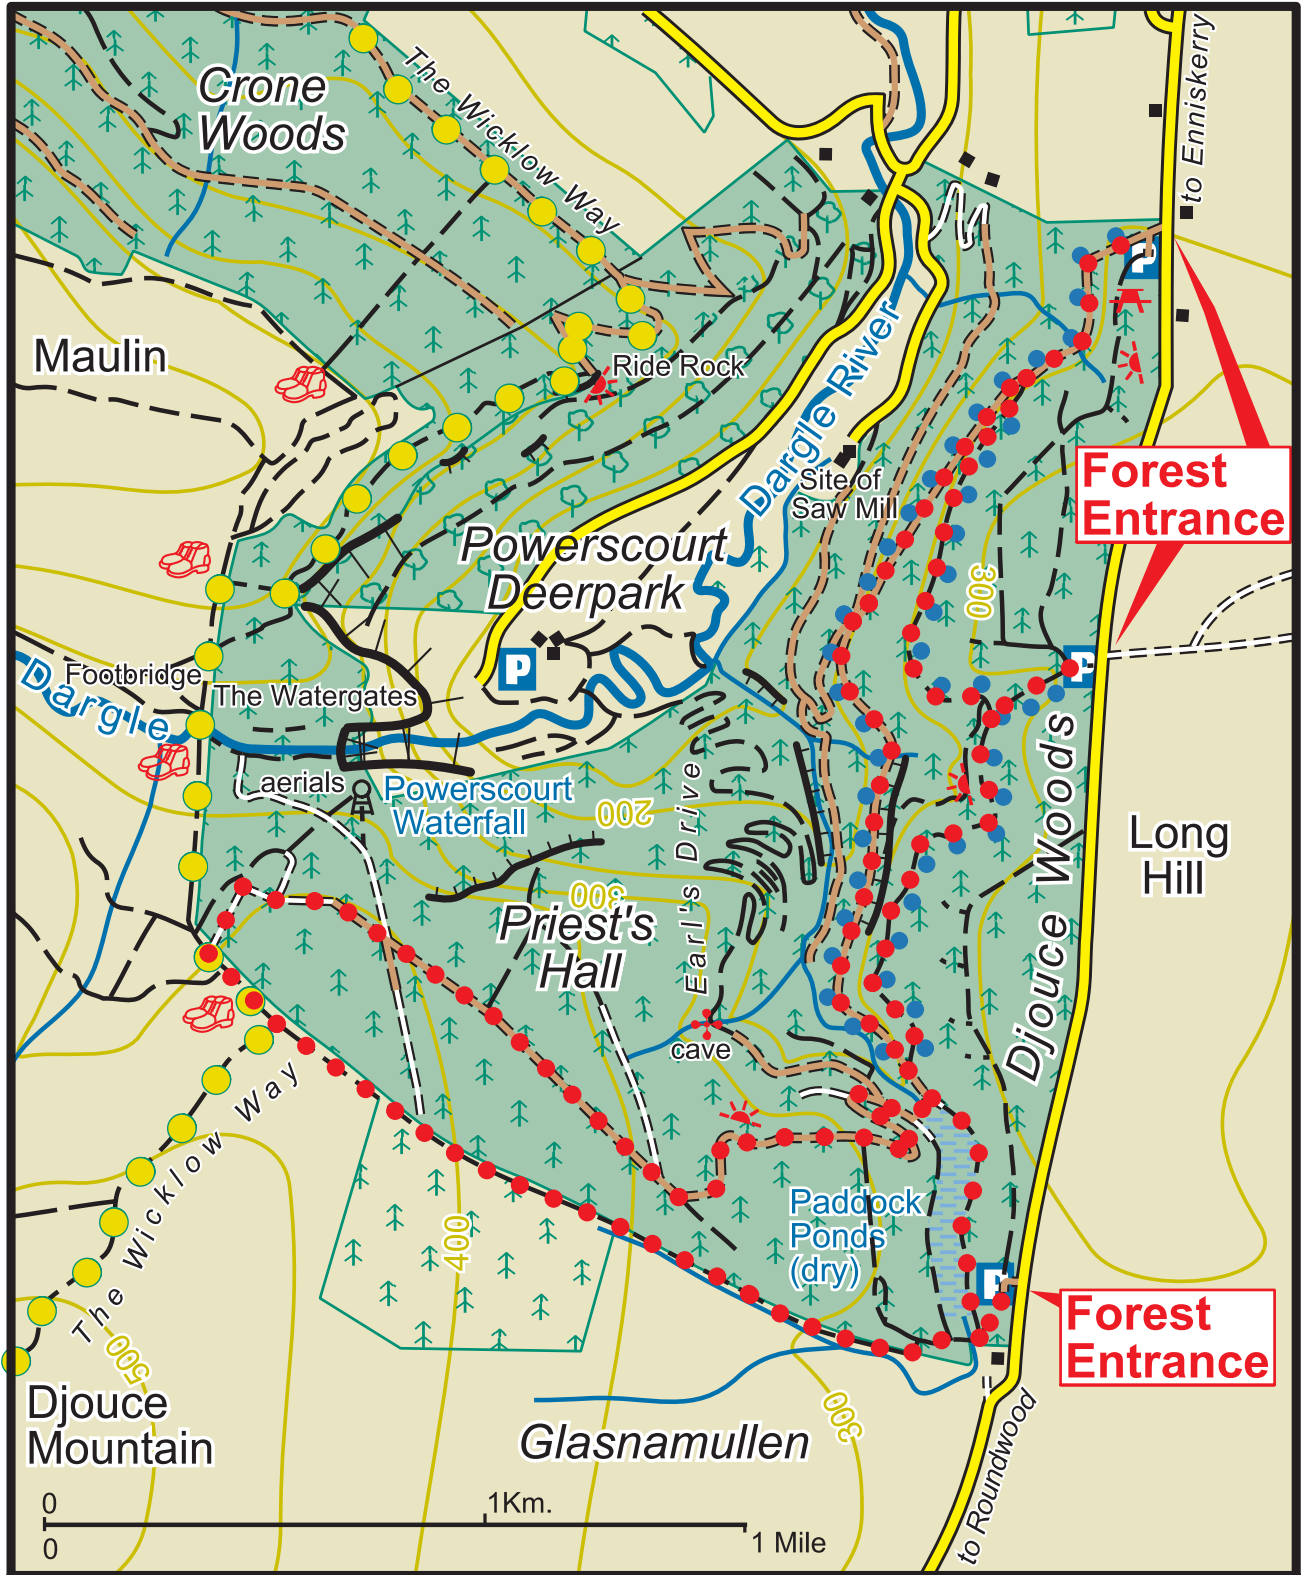 Crone
Woods
The Wicklow Way
to Enniskerry
P
Maulin
Ride Rock
Dargle River
Forest
Entrance
Site of
Saw Mill
Powerscourt
Deerpark
300
P
P
Footbridge
The Watergates
Dargle
aerials
Powerscourt
Waterfall
200
Earl's Drive
Djouce Woods
Long
Hill
300
Priest's
Hall
cave
The Wicklow Way
400
Paddock
Ponds
(dry)
P
Forest
Entrance
500
Djouce
Mountain
300
Glasnamullen
to Roundwood
0
1Km.
0
1 Mile